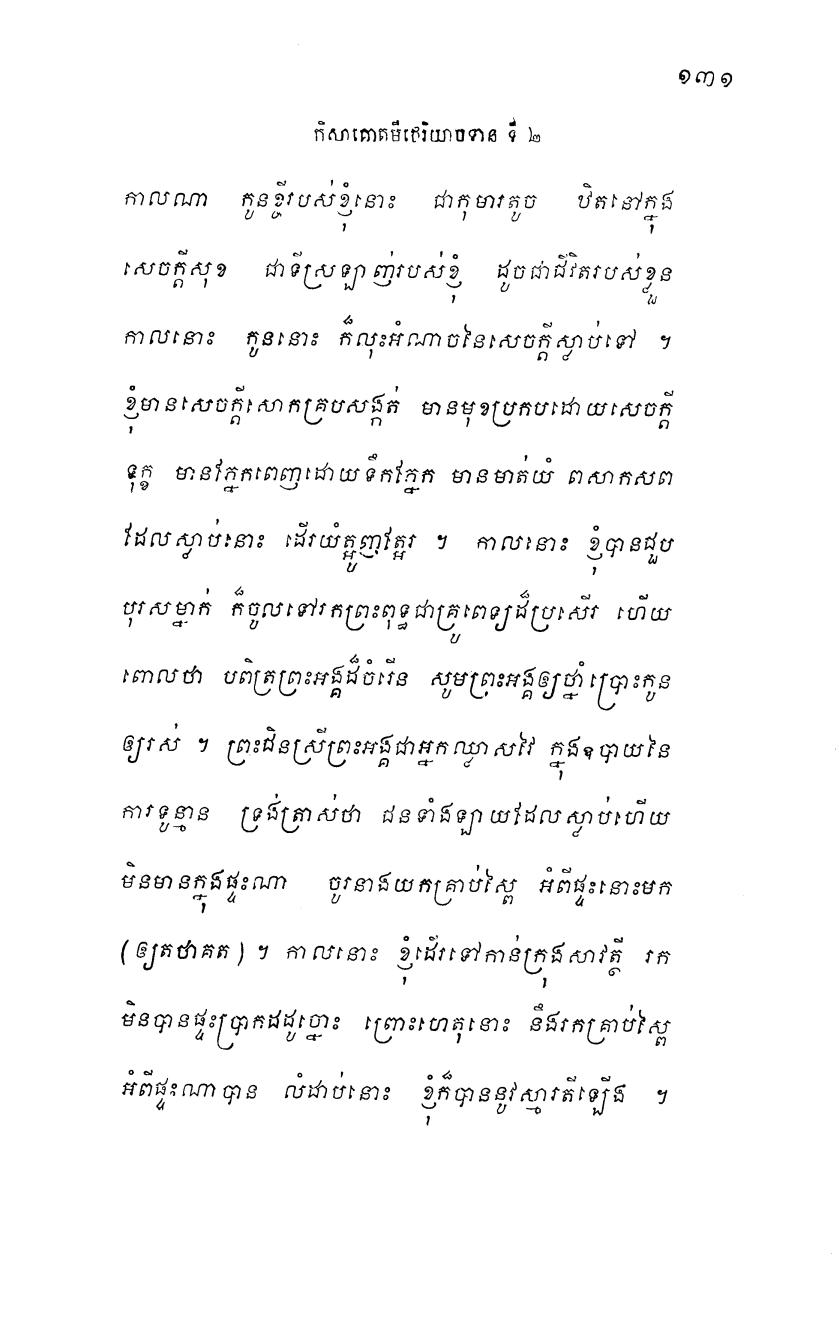 ១៣១
កិសាគោតមីថេរិយាបទាន ទី ២
កាលណា កូនខ្ចីរបស់ខ្ញុំនោះ ជាកុមារតូច ឋិតនៅក្នុង
សេចក្តីសុខ ជាទីស្រឡាញ់របស់ខ្ញុំ ដូចជាជីវិតរបស់ខ្លួន
កាលនោះ កូននោះ ក៏លុះអំណាចនៃសេចក្តីស្លាប់ទៅ ។
ខ្ញុំមានសេចក្តីសោកគ្របសង្កត់ មានមុខប្រកបដោយសេចក្តី
ទុក្ខ មានភ្នែកពេញដោយទឹកភ្នែក មានមាត់យំ ពសាកសព
ដែលស្លាប់នោះ ដើរយំត្អូញត្អែរ ។ កាលនោះ ខ្ញុំបានជួប
បុរសម្នាក់ ក៏ចូលទៅរកព្រះពុទ្ធជាគ្រូពេទ្យដ៏ប្រសើរ ហើយ
ពោលថា បពិត្រព្រះអង្គដ៏ចំរើន សូមព្រះអង្គឲ្យថ្នាំប្រោះកូន
ឲ្យរស់ ។ ព្រះជិនស្រីព្រះអង្គជាអ្នកឈ្លាសវៃ ក្នុងឧបាយនៃ
ការទូន្មាន ទ្រង់ត្រាស់ថា ជនទាំងឡាយដែលស្លាប់ហើយ
មិនមានក្នុងផ្ទះណា ចូរនាងយកគ្រាប់ស្ពៃ អំពីផ្ទះនោះមក
(ឲ្យតថាគត) ។ កាលនោះ ខ្ញុំដើរទៅកាន់ក្រុងសាវត្ថី រក
មិនបានផ្ទះប្រាកដដូច្នោះ ព្រោះហេតុនោះ នឹងរកគ្រាប់ស្ពៃ
អំពីផ្ទះណាបាន លំដាប់នោះ ខ្ញុំក៏បាននូវស្មារតីឡើង ។